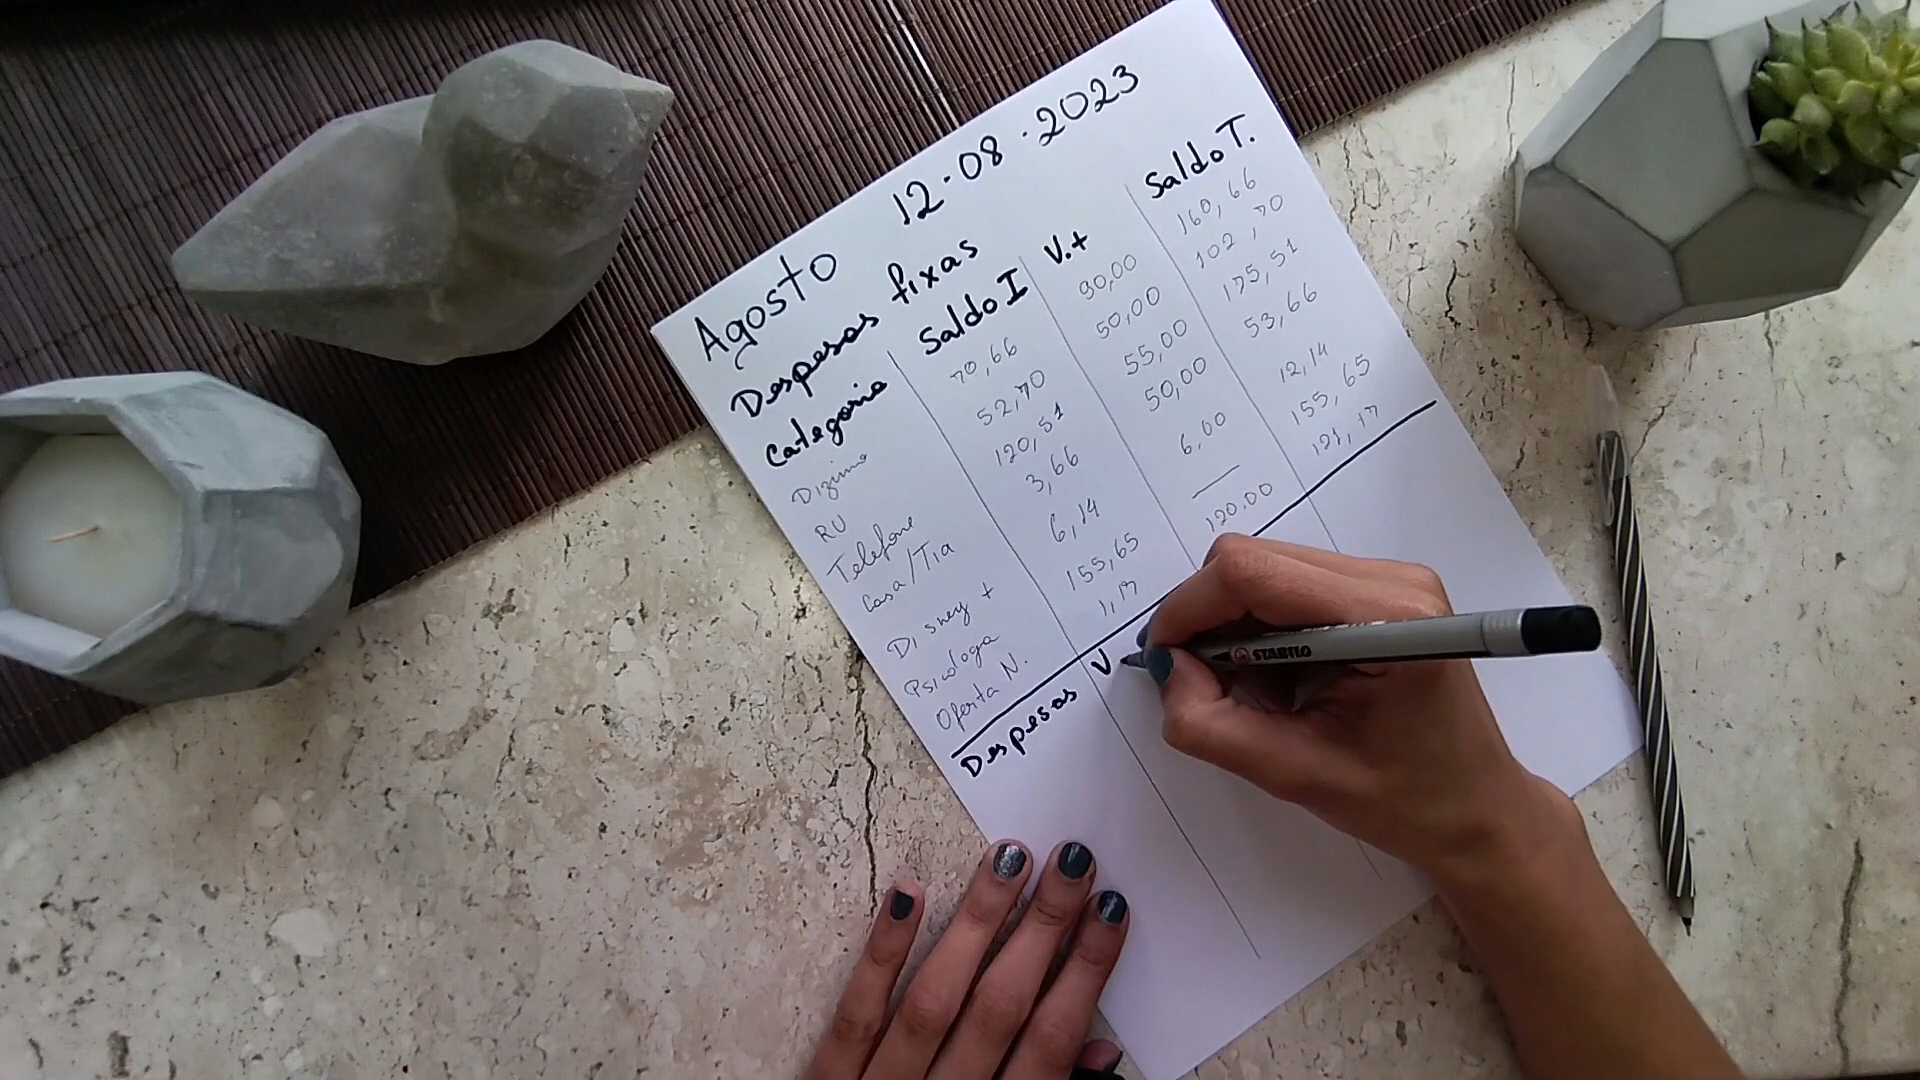 Agosto 12.08.2023
Despesas fixas
Categoria Saldo I V.+ Saldo T.
Dizimo 70,66 90,00 160,66
RU 52,70 50,00 102,70
Telefone 120,51 55,00 175,51
Casa/Tia 3,66 50,00 53,66
Disney + 6,14 6,00 12,14
Psicologa 155,65 — 155,65
Oferta N. 1,17 120,00 121,17
Despesas V
STABILO